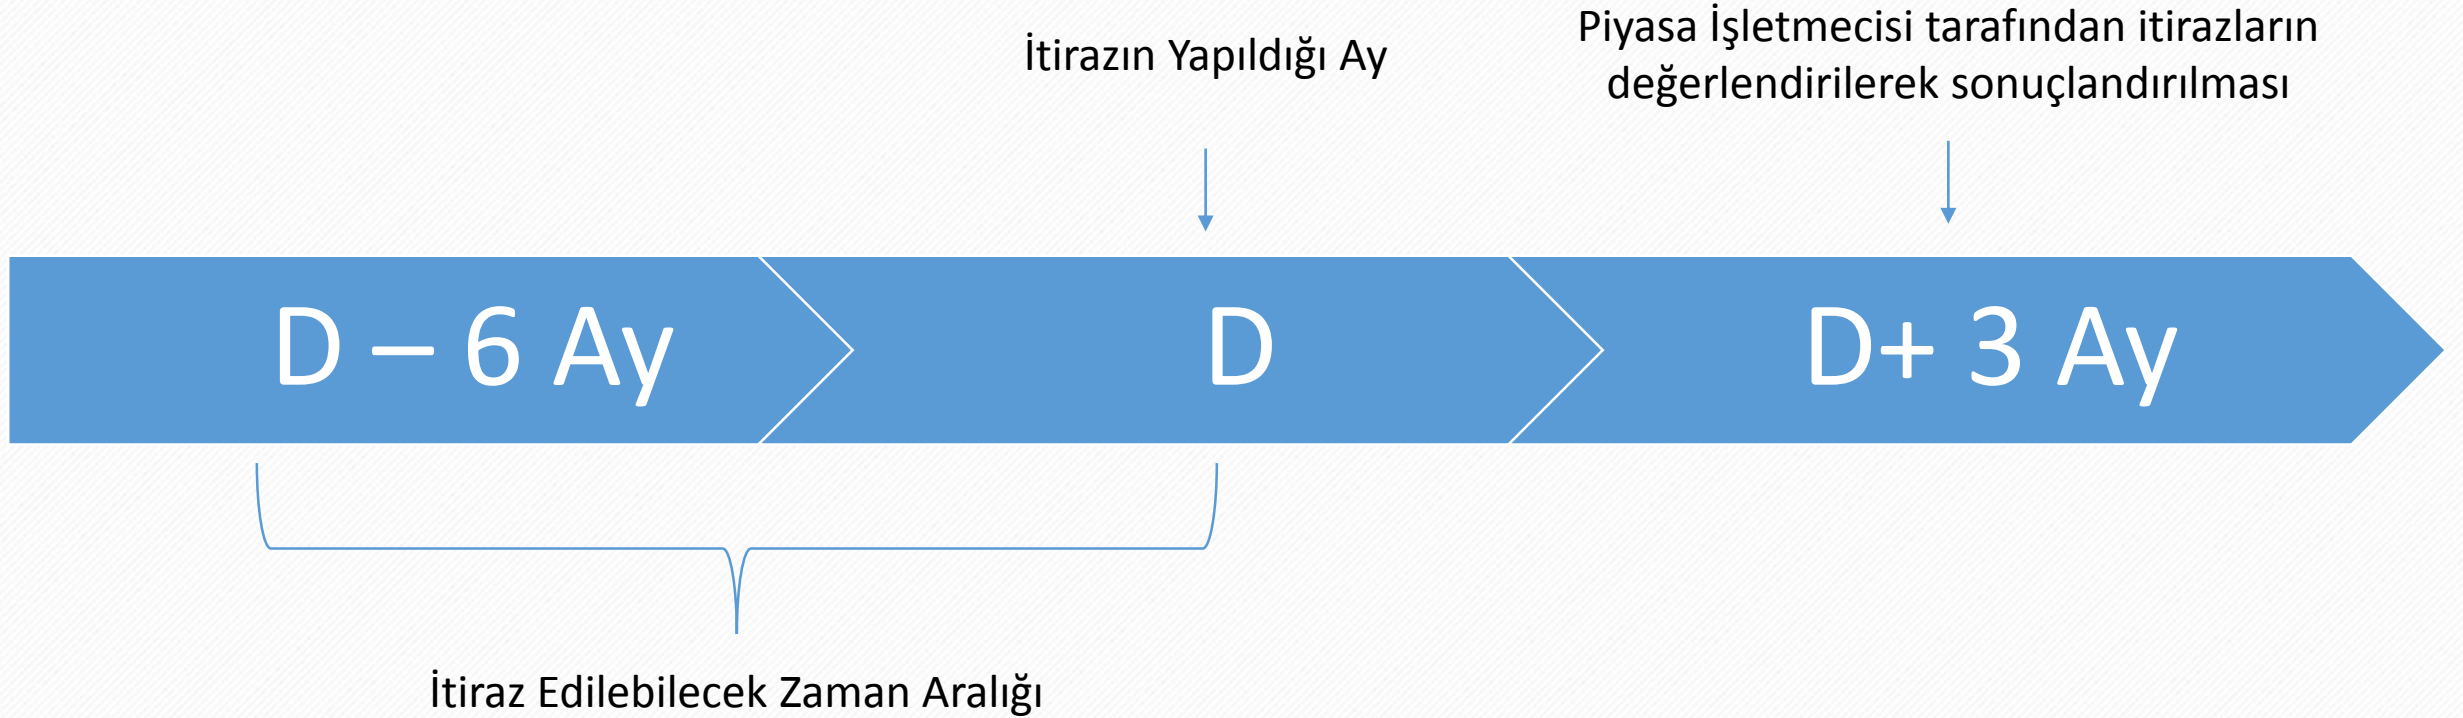 İtirazın Yapıldığı Ay
Piyasa İşletmecisi tarafından itirazların
değerlendirilerek sonuçlandırılması
D – 6 Ay
D
D+ 3 Ay
İtiraz Edilebilecek Zaman Aralığı